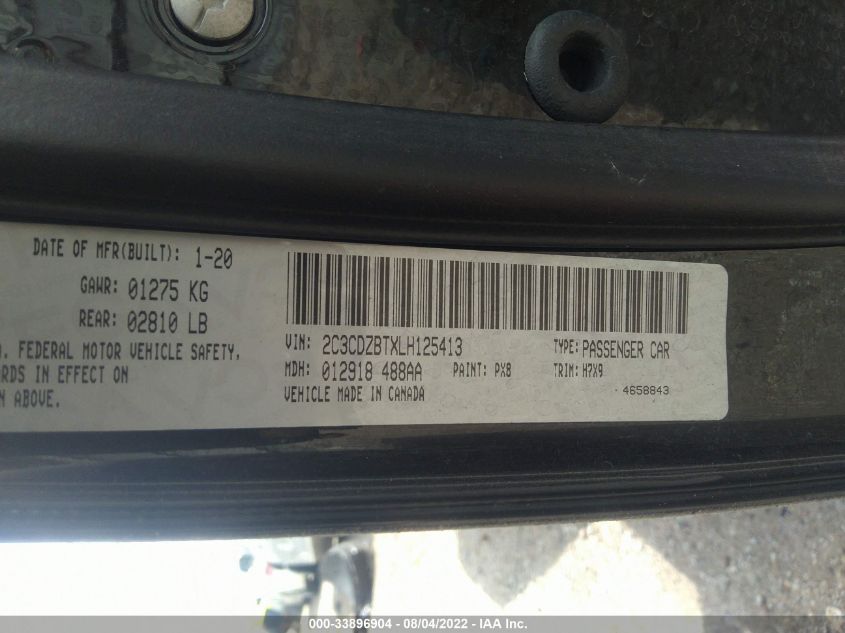 DATE OF MFR(BUILT): 1-20
GAWR: 01275 KG
REAR: 02810 LB
. FEDERAL MOTOR VEHICLE SAFETY,
RDS IN EFFECT ON
N ABOVE.
VIN: 2C3CDZBTXLH125413
TYPE: PASSENGER CAR
MDH: 012918 488AA
PAINT: PX8
TRIM: H7X9
VEHICLE MADE IN CANADA
4658843
000-33896904 - 08/04/2022 - IAA Inc.